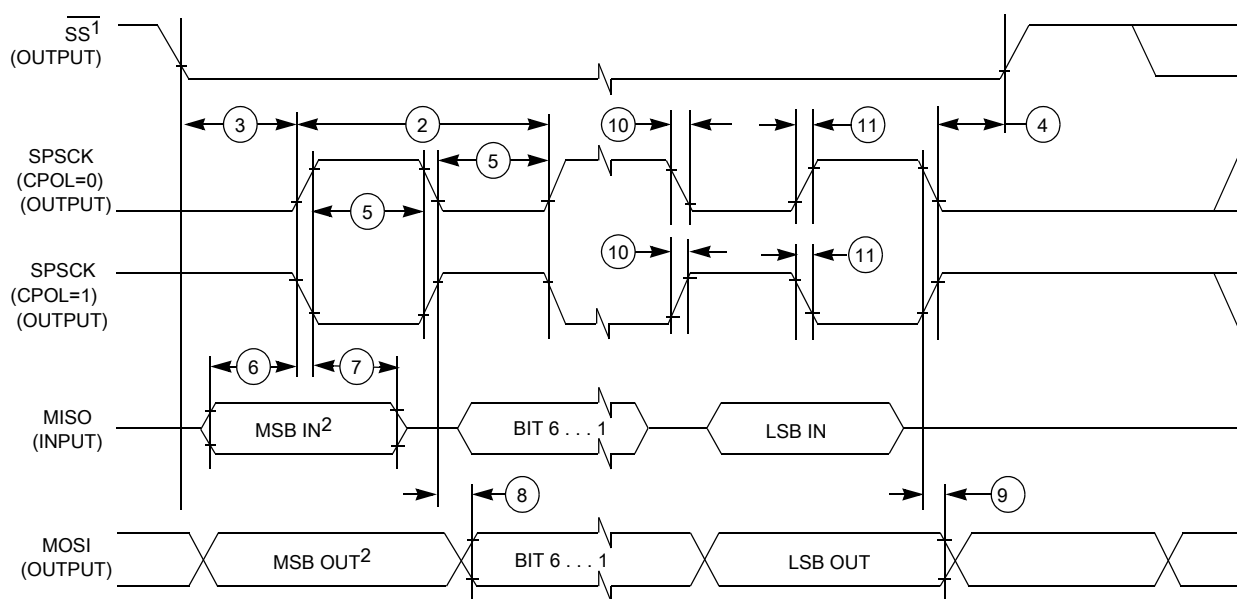 SS¹
(OUTPUT)
3
2
10
11
4
SPSCK
(CPOL=0)
(OUTPUT)
5
5
SPSCK
(CPOL=1)
(OUTPUT)
10
11
6
7
MISO
(INPUT)
MSB IN²
BIT 6 . . . 1
LSB IN
8
9
MOSI
(OUTPUT)
MSB OUT²
BIT 6 . . . 1
LSB OUT